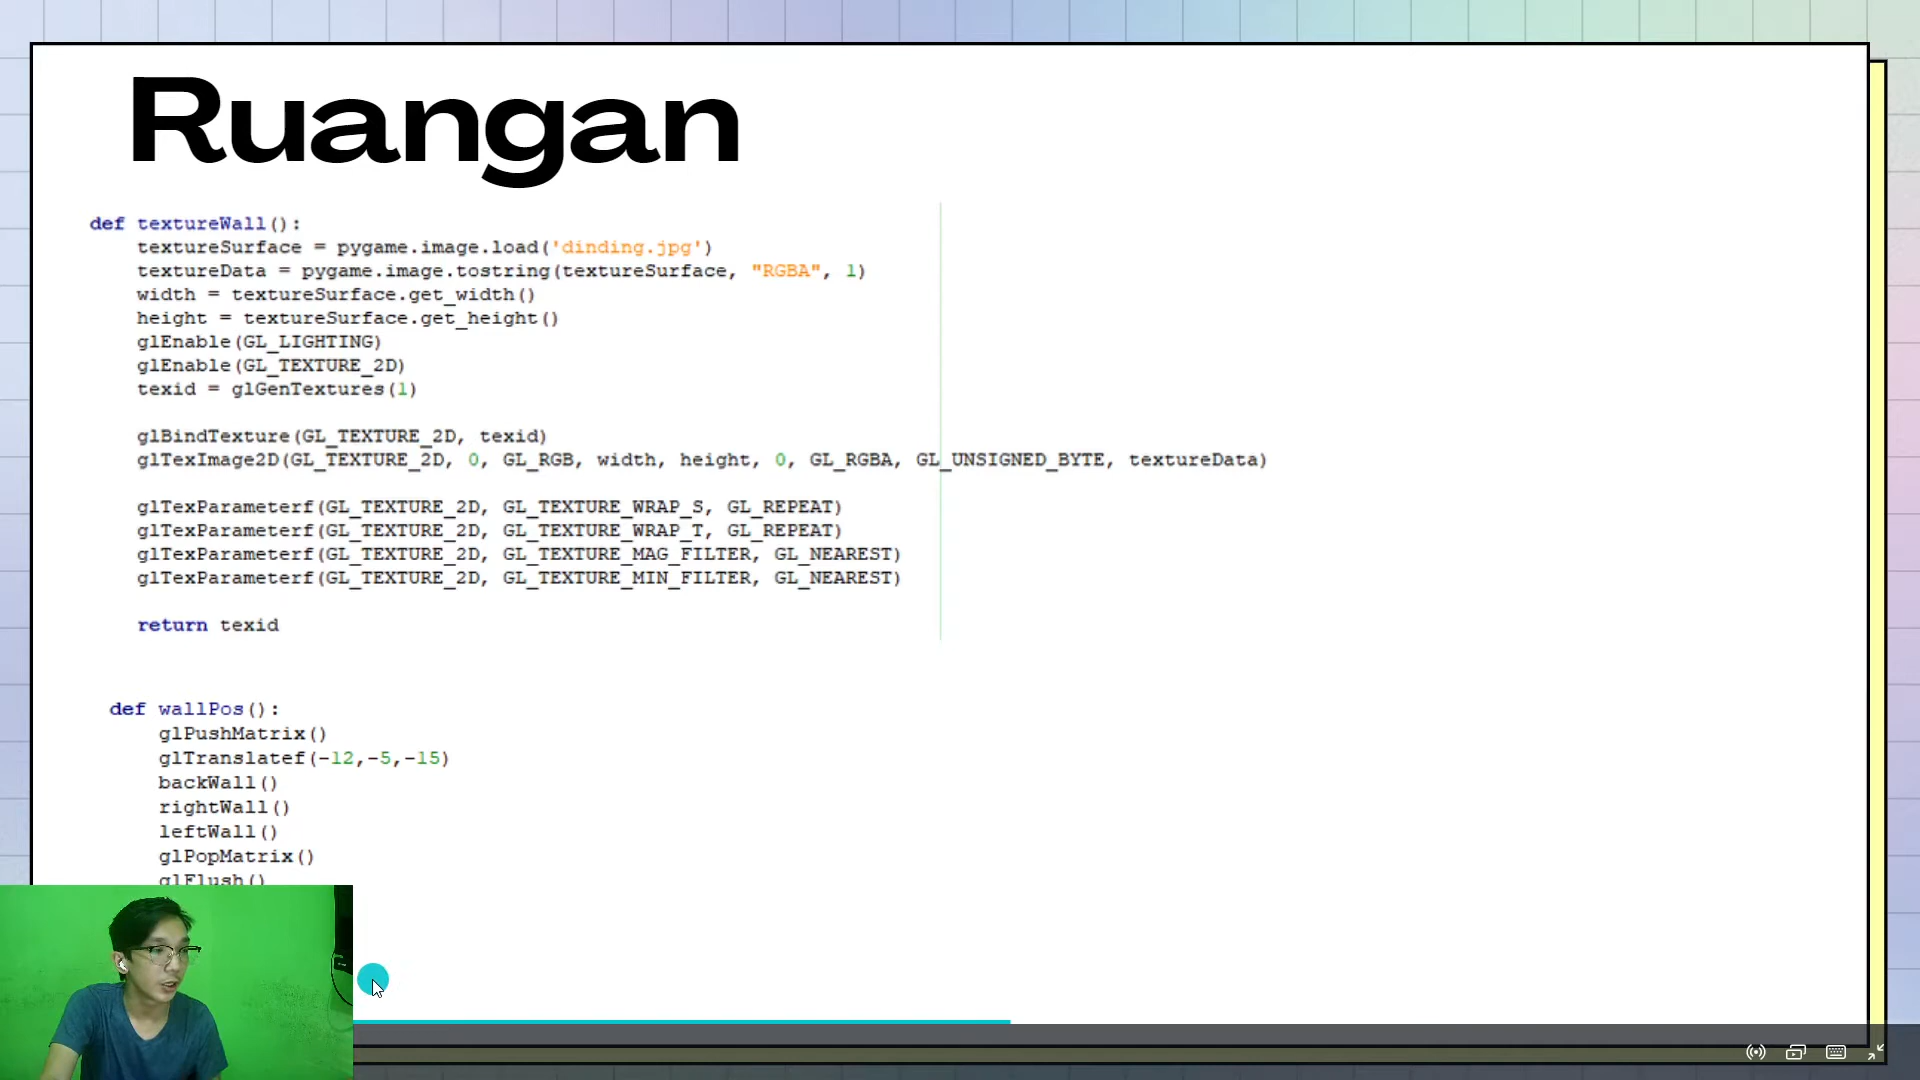 Ruangan
def textureWall():
textureSurface = pygame.image.load('dinding.jpg')
textureData = pygame.image.tostring(textureSurface, "RGBA", 1)
width = textureSurface.get_width()
height = textureSurface.get_height()
glEnable(GL_LIGHTING)
glEnable(GL_TEXTURE_2D)
texid = glGenTextures(1)
glBindTexture(GL_TEXTURE_2D, texid)
glTexImage2D(GL_TEXTURE_2D, 0, GL_RGB, width, height, 0, GL_RGBA, GL_UNSIGNED_BYTE, textureData)
glTexParameterf(GL_TEXTURE_2D, GL_TEXTURE_WRAP_S, GL_REPEAT)
glTexParameterf(GL_TEXTURE_2D, GL_TEXTURE_WRAP_T, GL_REPEAT)
glTexParameterf(GL_TEXTURE_2D, GL_TEXTURE_MAG_FILTER, GL_NEAREST)
glTexParameterf(GL_TEXTURE_2D, GL_TEXTURE_MIN_FILTER, GL_NEAREST)
return texid
def wallPos():
glPushMatrix()
glTranslatef(-12,-5,-15)
backWall()
rightWall()
leftWall()
glPopMatrix()
glFlush()